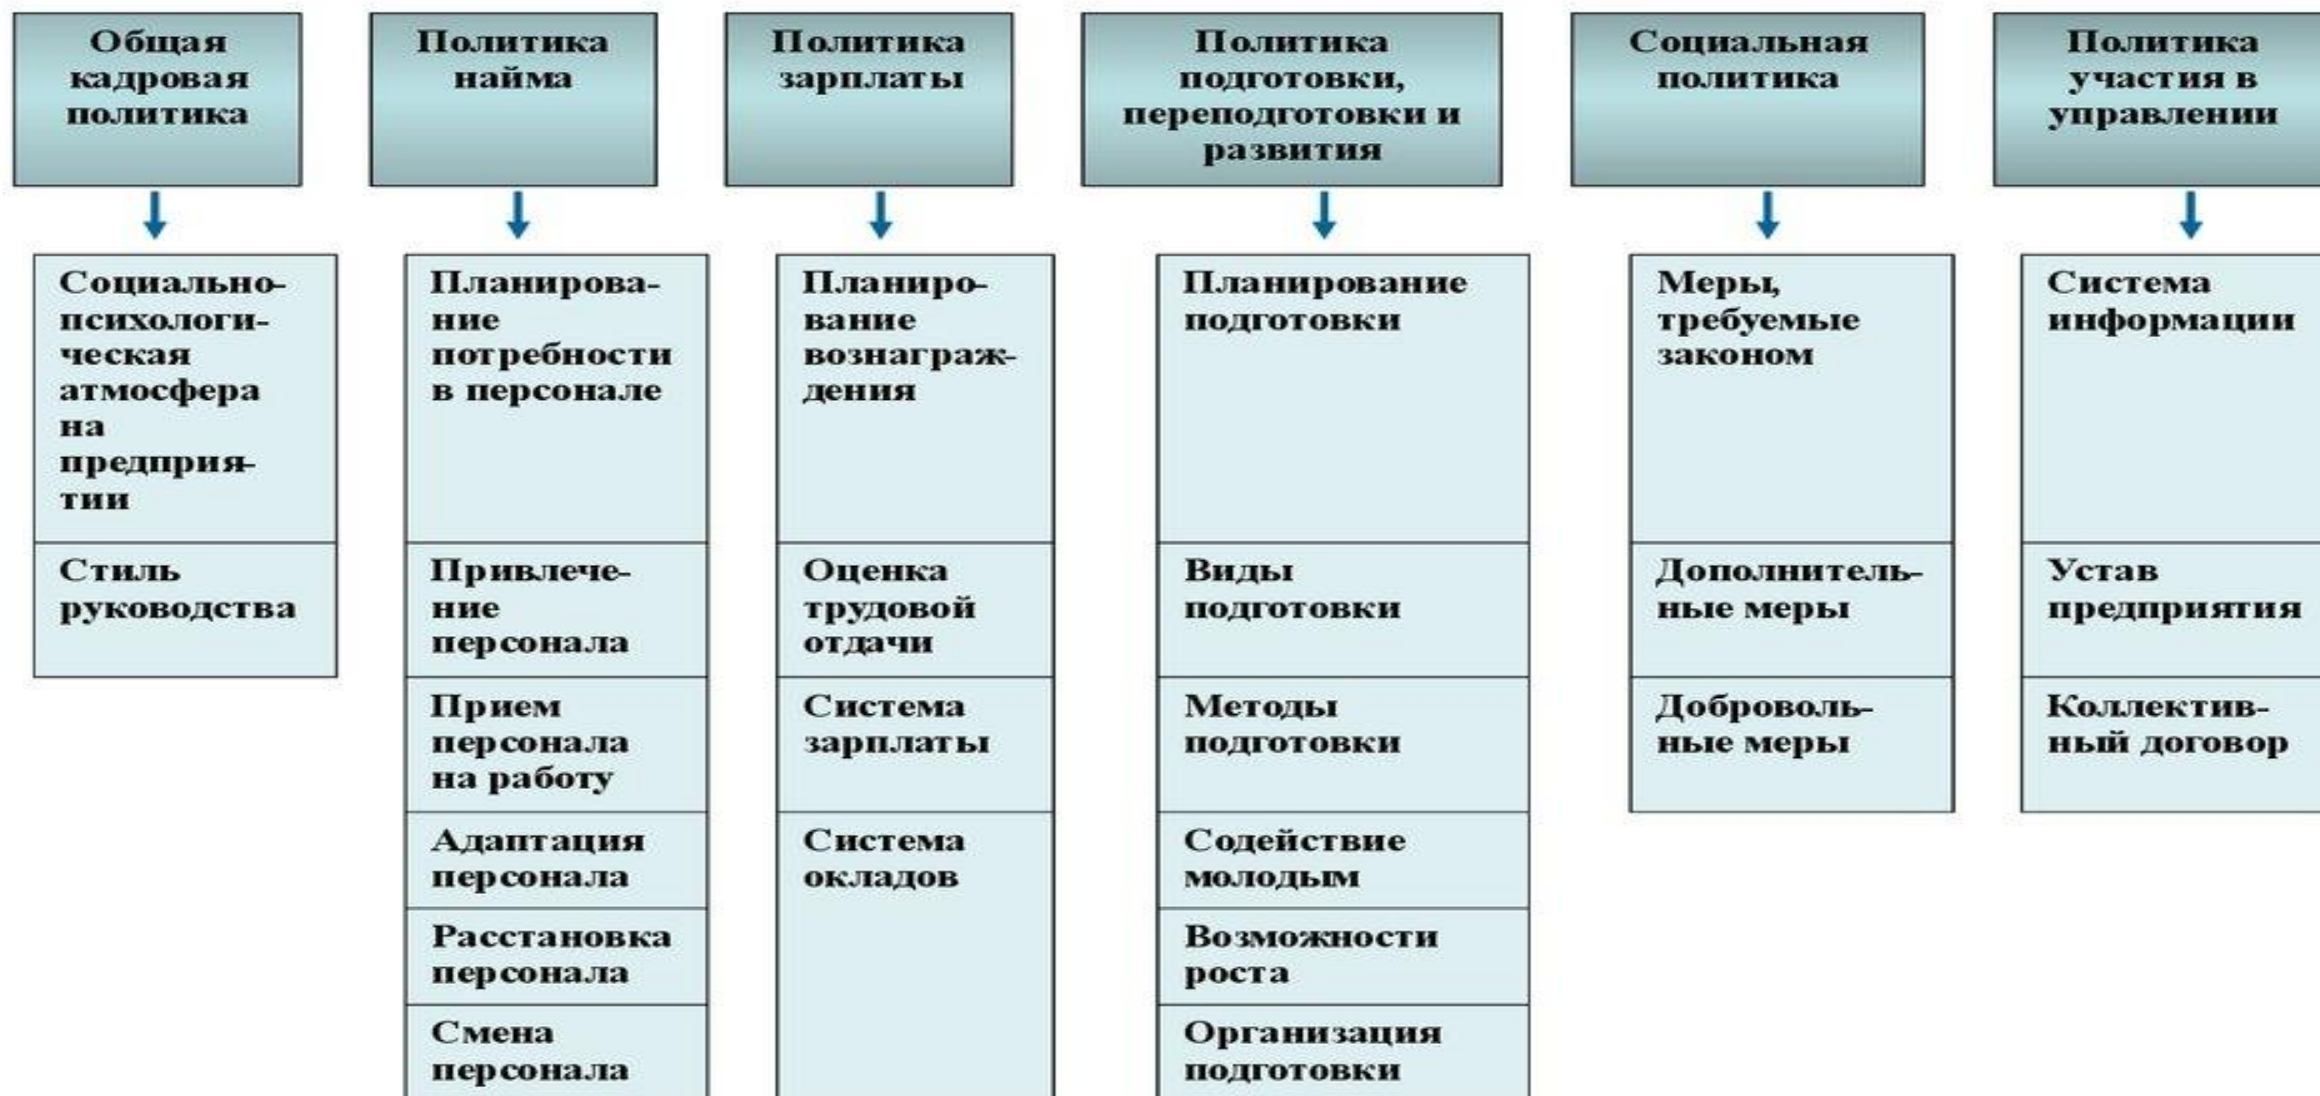 Общая
кадровая
политика
Политика
найма
Политика
зарплаты
Политика
подготовки,
переподготовки и
развития
Социальная
политика
Политика
участия в
управлении
Социально-
психологи-
ческая
атмосфера
на
предприя-
тии
Стиль
руководства
Планирова-
ние
потребности
в персонале
Привлече-
ние
персонала
Прием
персонала
на работу
Адаптация
персонала
Расстановка
персонала
Смена
персонала
Планиро-
вание
вознаграж-
дения
Оценка
трудовой
отдачи
Система
зарплаты
Система
окладов
Планирование
подготовки
Виды
подготовки
Методы
подготовки
Содействие
молодым
Возможности
роста
Организация
подготовки
Меры,
требуемые
законом
Дополнитель-
ные меры
Доброволь-
ные меры
Система
информации
Устав
предприятия
Коллектив-
ный договор